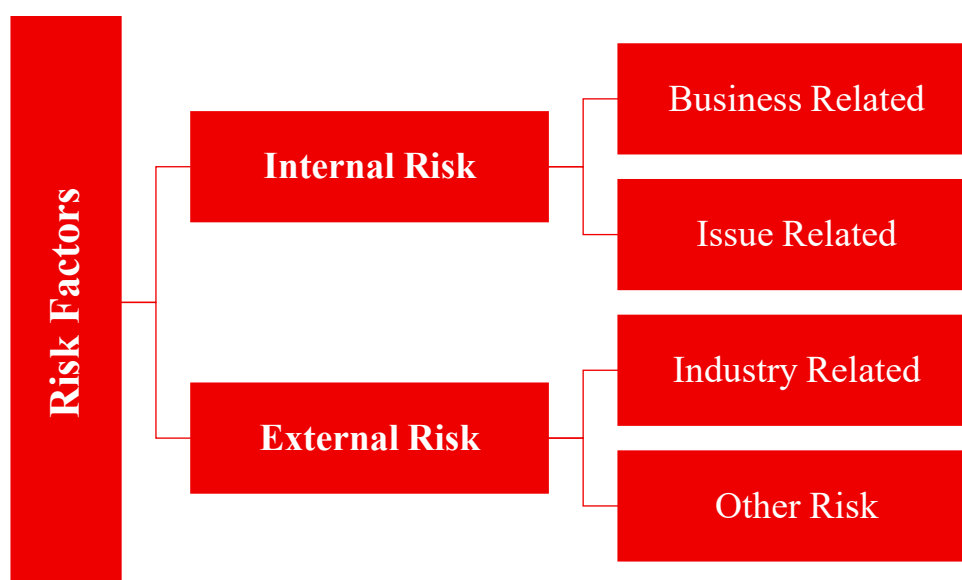 Risk Factors
Internal Risk
Business Related
Issue Related
External Risk
Industry Related
Other Risk